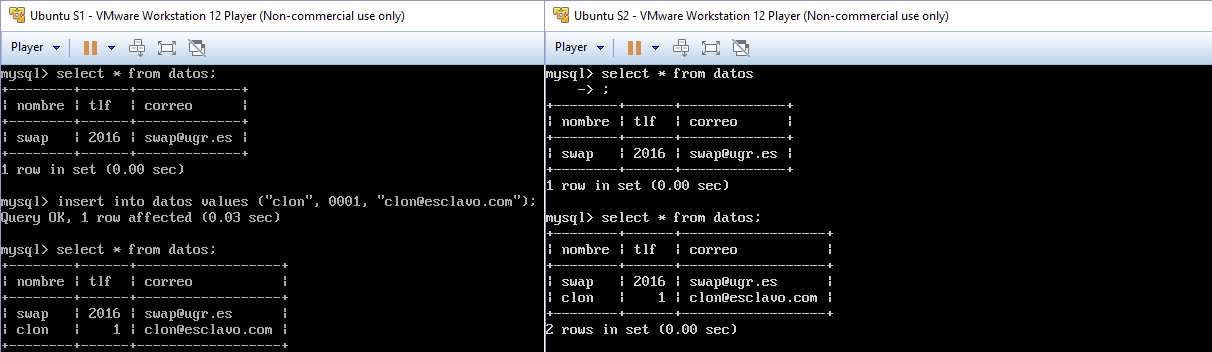 Ubuntu S1 - VMware Workstation 12 Player (Non-commercial use only)
Player
mysql> select * from datos;
+--------+------+-------------+
| nombre | tlf  | correo      |
+--------+------+-------------+
| swap   | 2016 | swap@ugr.es |
+--------+------+-------------+
1 row in set (0.00 sec)
mysql> insert into datos values ("clon", 0001, "clon@esclavo.com");
Query OK, 1 row affected (0.03 sec)
mysql> select * from datos;
+--------+------+------------------+
| nombre | tlf  | correo           |
+--------+------+------------------+
| swap   | 2016 | swap@ugr.es      |
| clon   |    1 | clon@esclavo.com |
+--------+------+------------------+
Ubuntu S2 - VMware Workstation 12 Player (Non-commercial use only)
Player
mysql> select * from datos
    -> ;
+--------+------+-------------+
| nombre | tlf  | correo      |
+--------+------+-------------+
| swap   | 2016 | swap@ugr.es |
+--------+------+-------------+
1 row in set (0.00 sec)
mysql> select * from datos;
+--------+------+------------------+
| nombre | tlf  | correo           |
+--------+------+------------------+
| swap   | 2016 | swap@ugr.es      |
| clon   |    1 | clon@esclavo.com |
+--------+------+------------------+
2 rows in set (0.00 sec)